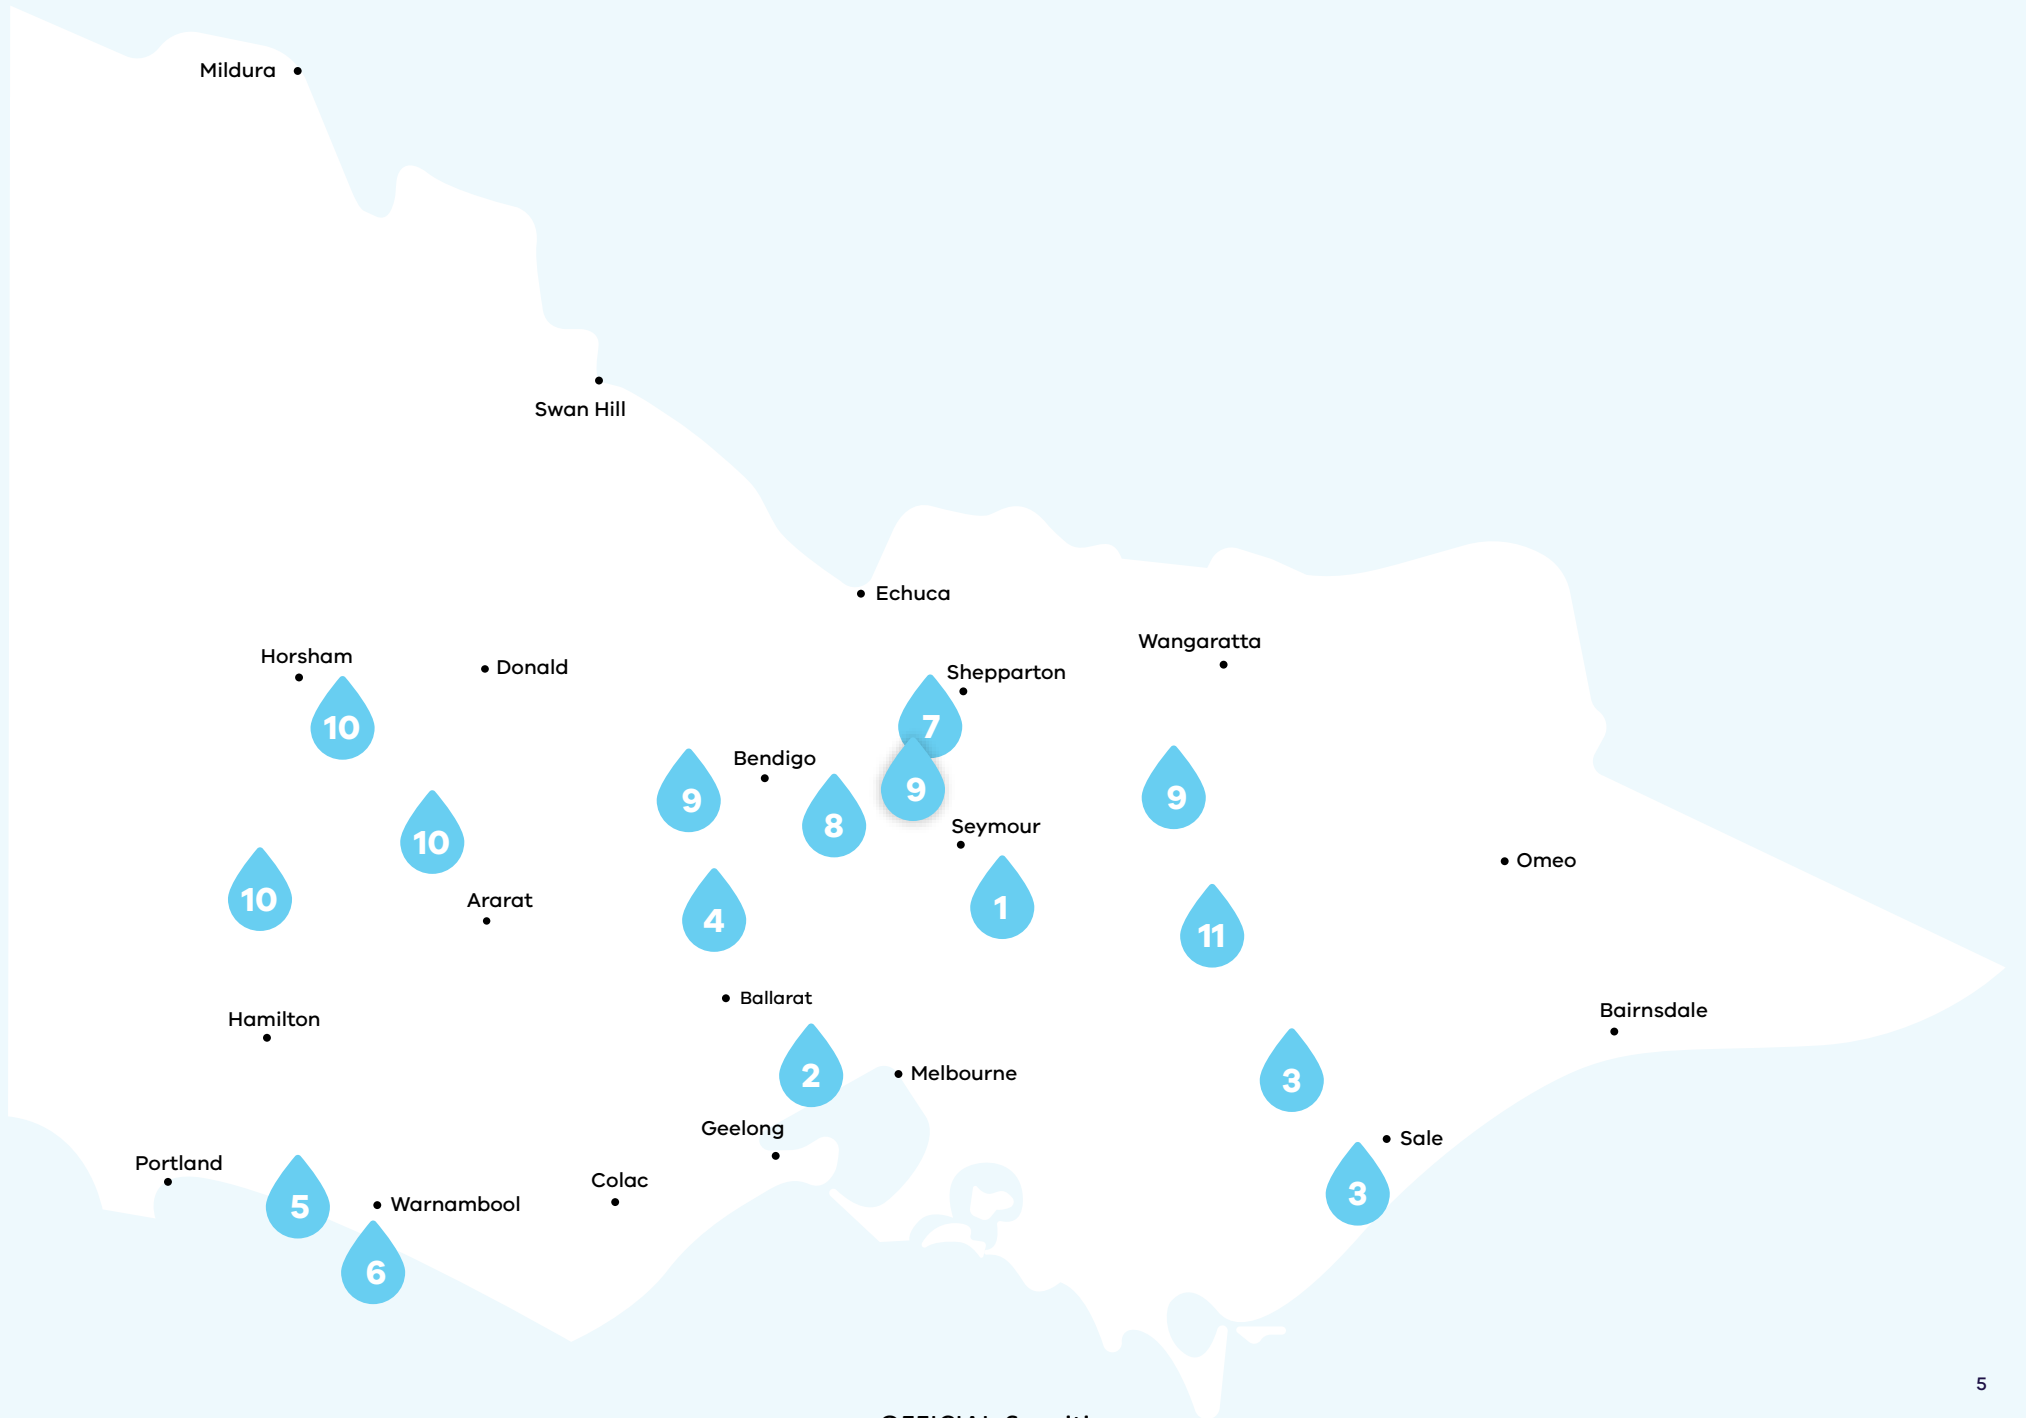 Mildura
Swan Hill
Echuca
Wangaratta
Horsham
Donald
Shepparton
10
7
Bendigo
9
9
9
8
Seymour
10
Omeo
10
Ararat
4
1
11
Ballarat
Bairnsdale
Hamilton
2
Melbourne
3
Geelong
Sale
Portland
Colac
3
5
Warnambool
6
5
OFFICIAL